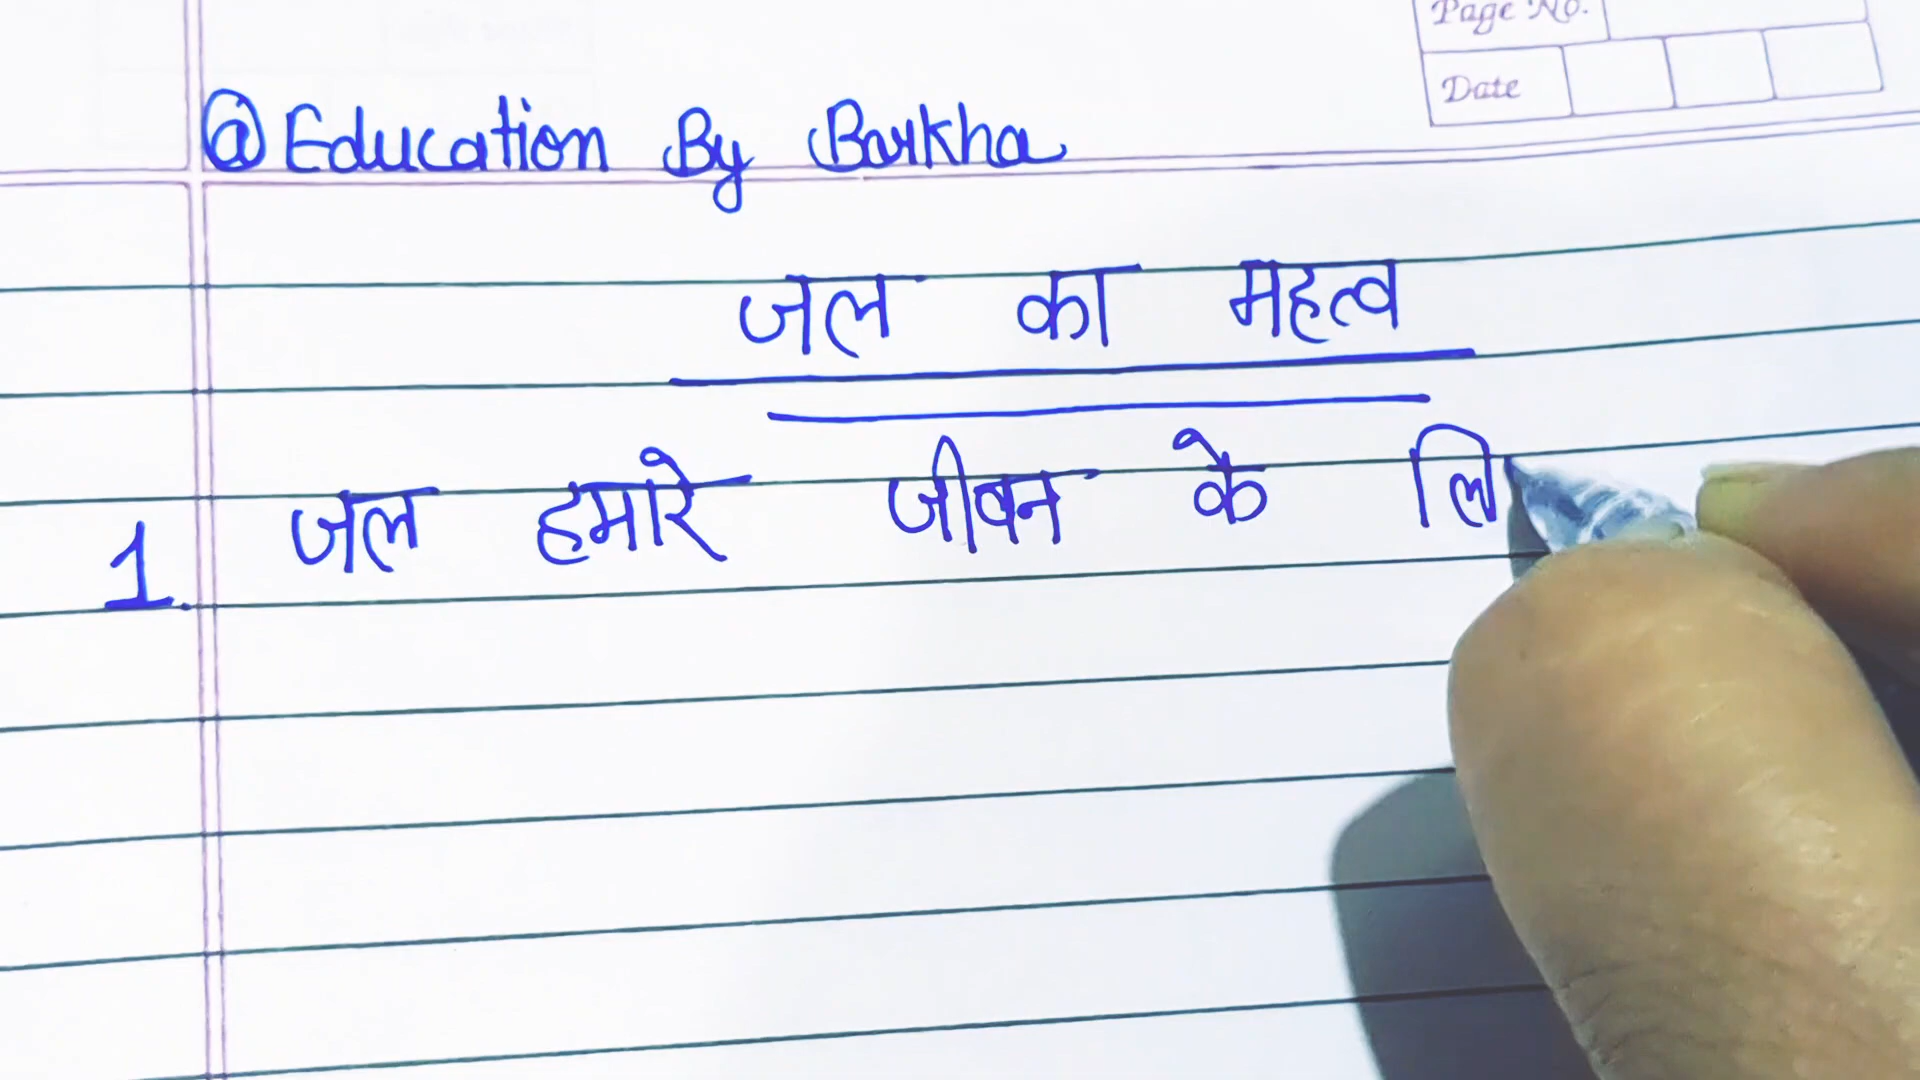 Page No.
Date
@Education By Barkha
जल का महत्व
1. जल हमारे जीवन के लि